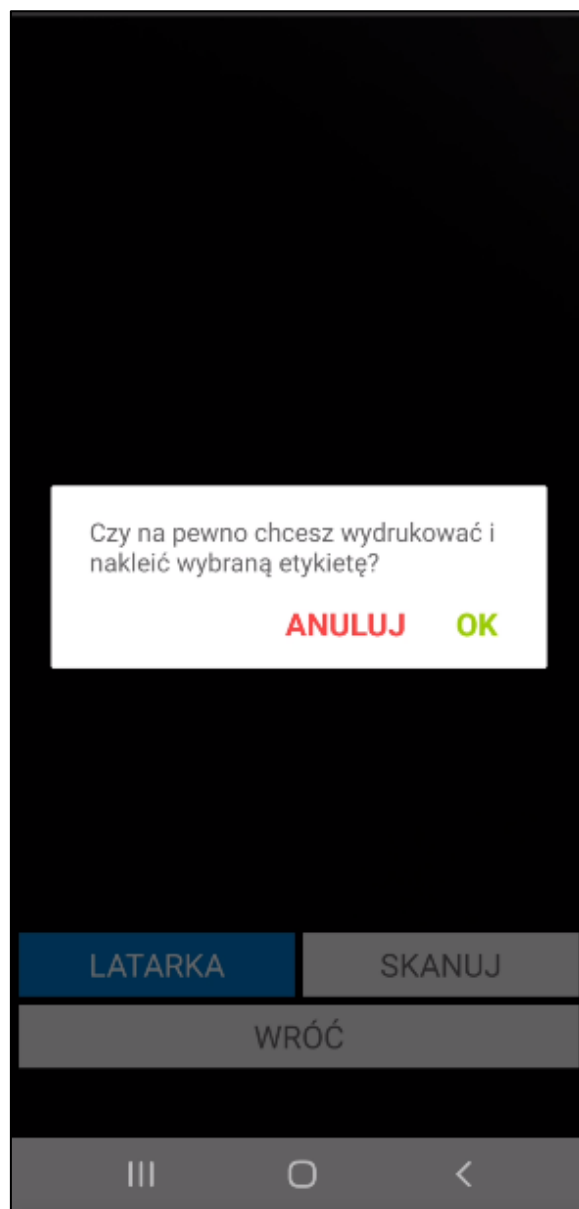 Czy na pewno chcesz wydrukować i
nakleić wybraną etykietę?
ANULUJ OK
LATARKA SKANUJ
WRÓĆ